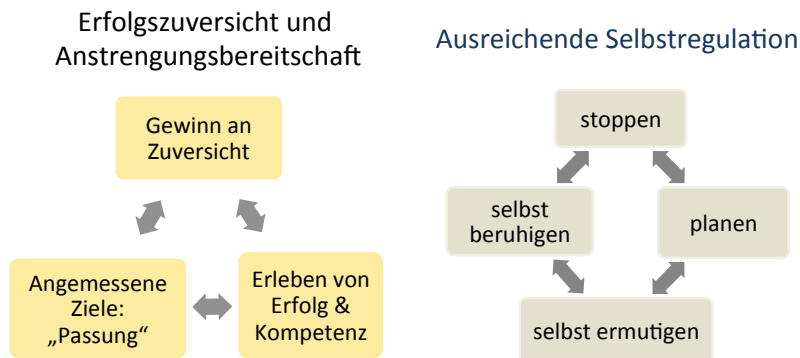 Erfolgszuversicht und
Anstrengungsbereitschaft
Gewinn an
Zuversicht
Angemessene
Ziele:
„Passung“
Erleben von
Erfolg &
Kompetenz
Ausreichende Selbstregulation
stoppen
selbst
beruhigen
planen
selbst ermutigen